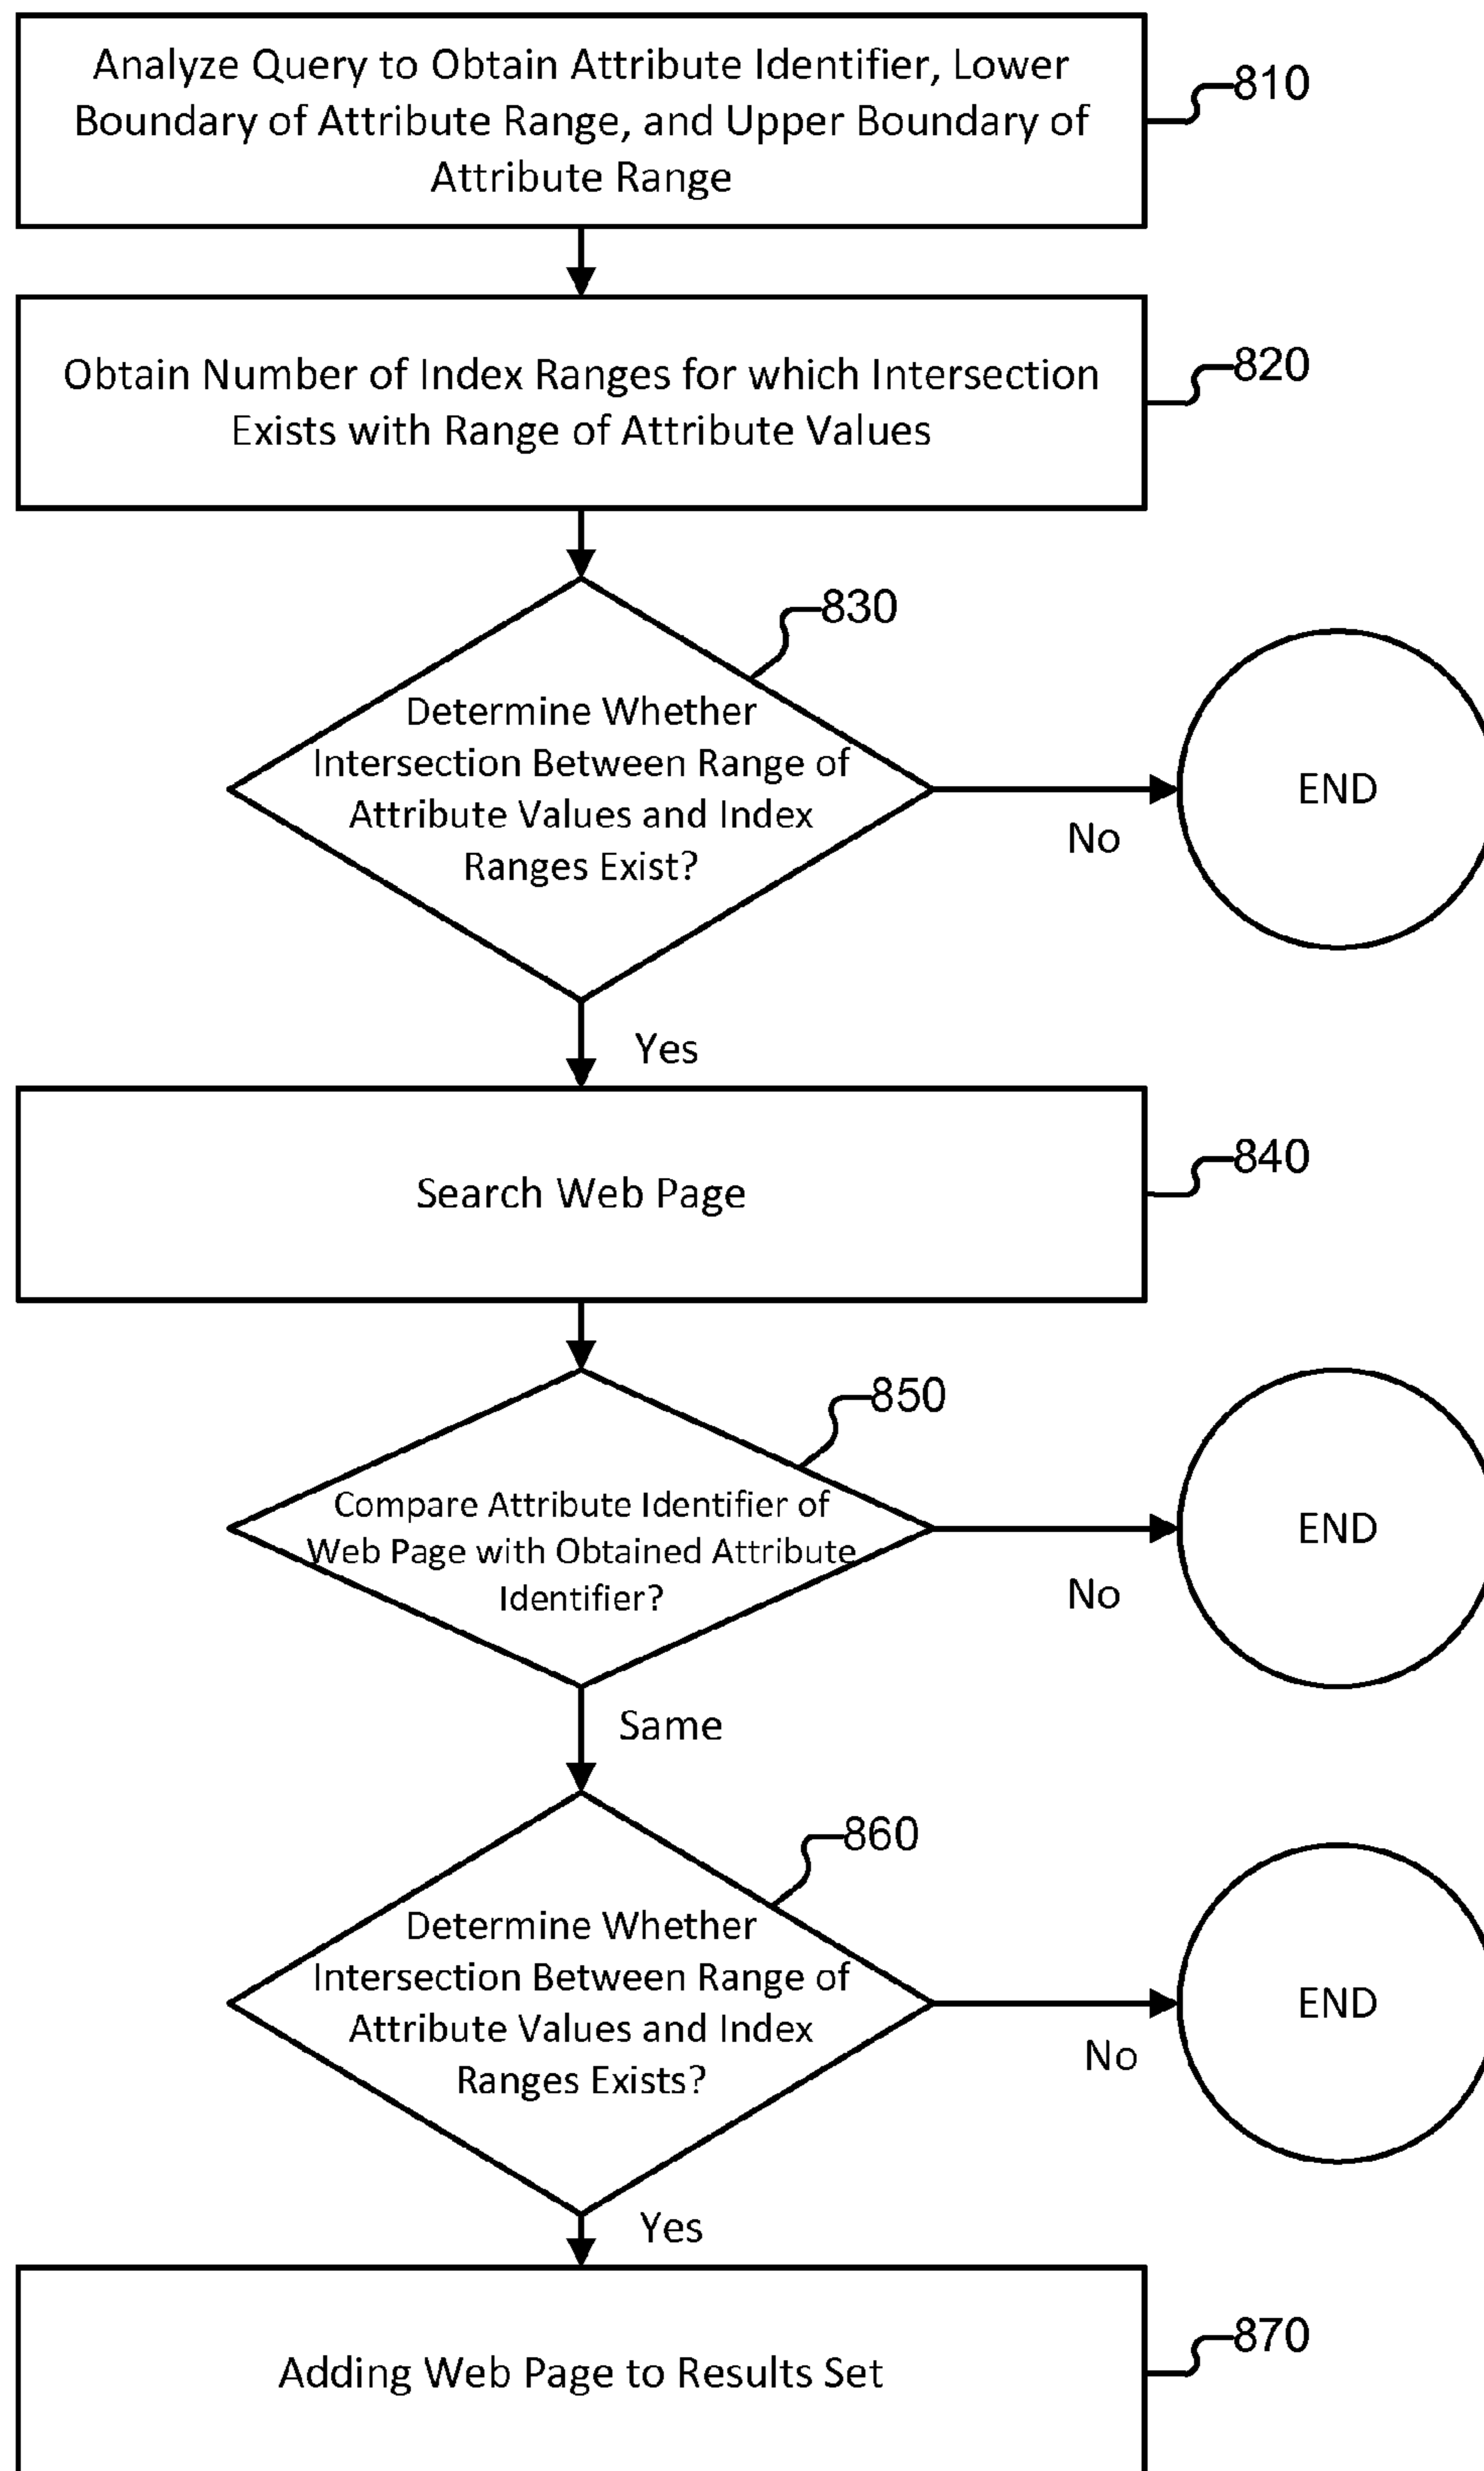 Analyze Query to Obtain Attribute Identifier, Lower
Boundary of Attribute Range, and Upper Boundary of
Attribute Range
810
Obtain Number of Index Ranges for which Intersection
Exists with Range of Attribute Values
820
830
Determine Whether
Intersection Between Range of
Attribute Values and Index
Ranges Exist?
END
No
Yes
Search Web Page
840
850
Compare Attribute Identifier of
Web Page with Obtained Attribute
Identifier?
END
No
Same
860
Determine Whether
Intersection Between Range of
Attribute Values and Index
Ranges Exists?
END
No
Yes
Adding Web Page to Results Set
870